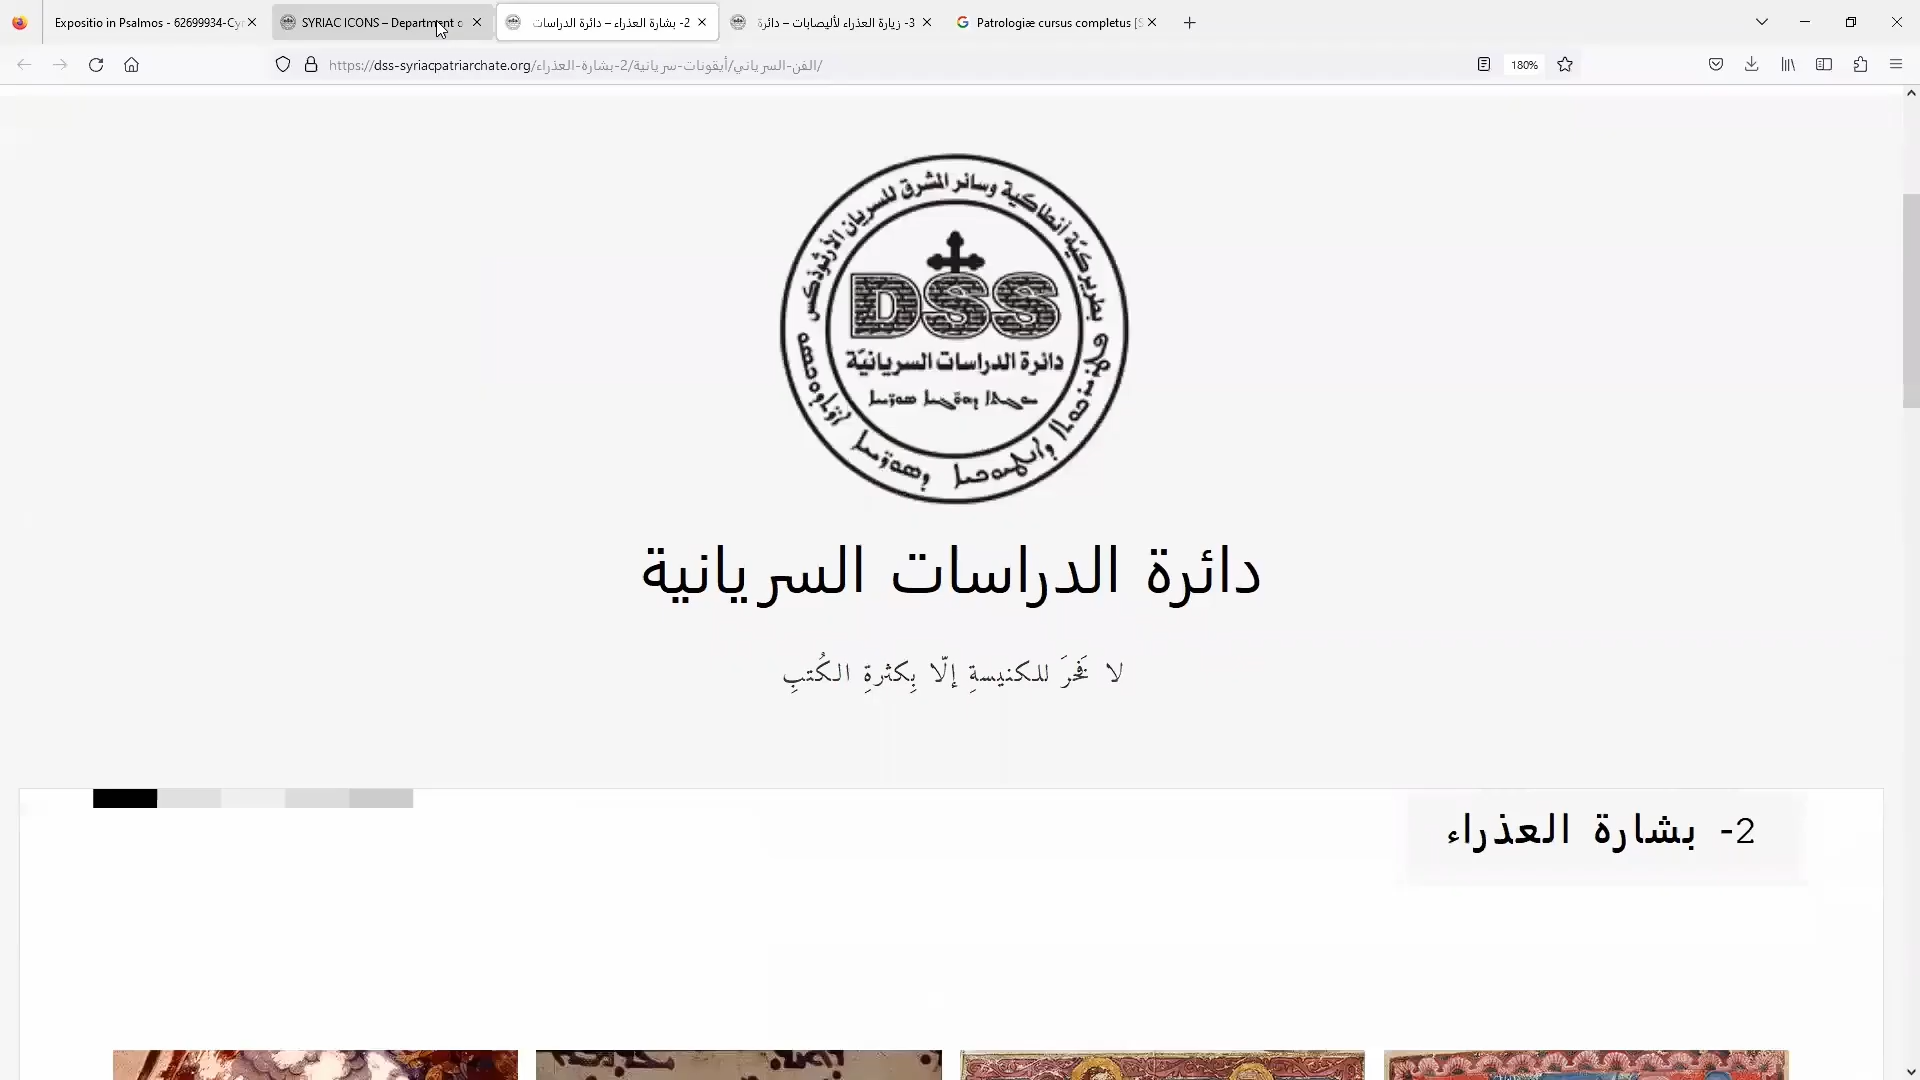 Expositio in Psalmos - 62699934-Cyr
SYRIAC ICONS – Department o
2- بشارة العذراء – دائرة الدراسات
3- زيارة العذراء لأليصابات – دائرة
Patrologiæ cursus completus [S
https://dss-syriacpatriarchate.org/الفن-السرياني/أيقونات-سريانية/2-بشارة-العذراء/
180%
بطريركيّة أنطاكية وسائر المشرق للسريان الأرثوذكس
DSS
دائرة الدراسات السريانيّة
دائرة الدراسات السريانية
لا فَخرَ للكنيسةِ إلّا بِكثرةِ الكُتبِ
2- بشارة العذراء